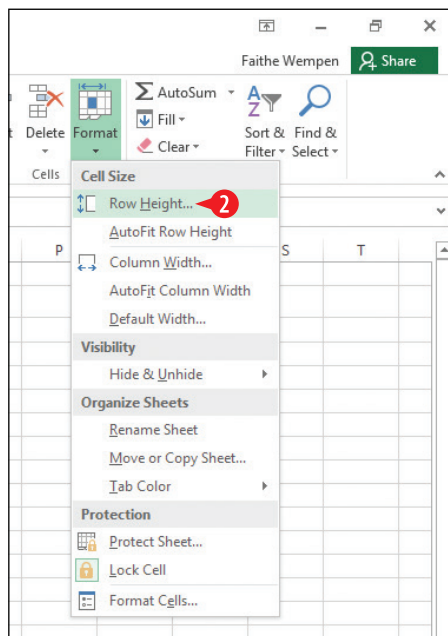 Faithe Wempen
Share
AutoSum
Fill
Clear
Delete
Format
Sort &
Filter
Find &
Select
Cells
Cell Size
Row Height...
2
AutoFit Row Height
Column Width...
AutoFit Column Width
Default Width...
Visibility
Hide & Unhide
Organize Sheets
Rename Sheet
Move or Copy Sheet...
Tab Color
Protection
Protect Sheet...
Lock Cell
Format Cells...
P
S
T